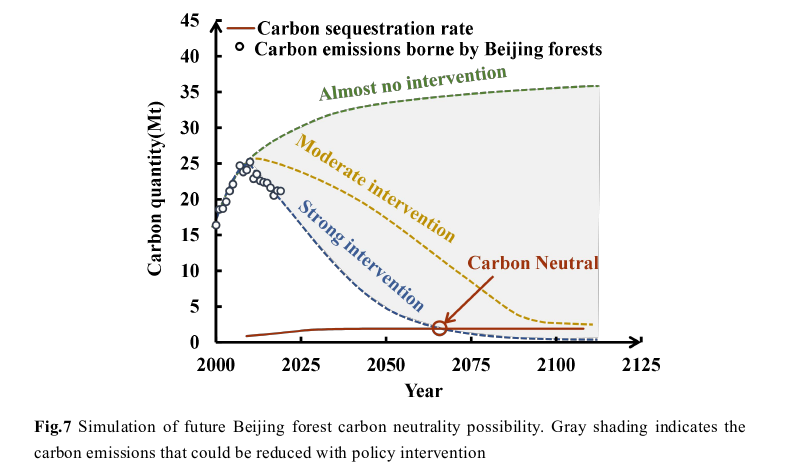 45
40
35
30
25
20
15
10
5
0
Carbon quantity(Mt)
Carbon sequestration rate
Carbon emissions borne by Beijing forests
Almost no intervention
Moderate intervention
Strong intervention
Carbon Neutral
2000 2025 2050 2075 2100 2125
Year
Fig.7 Simulation of future Beijing forest carbon neutrality possibility. Gray shading indicates the
carbon emissions that could be reduced with policy intervention